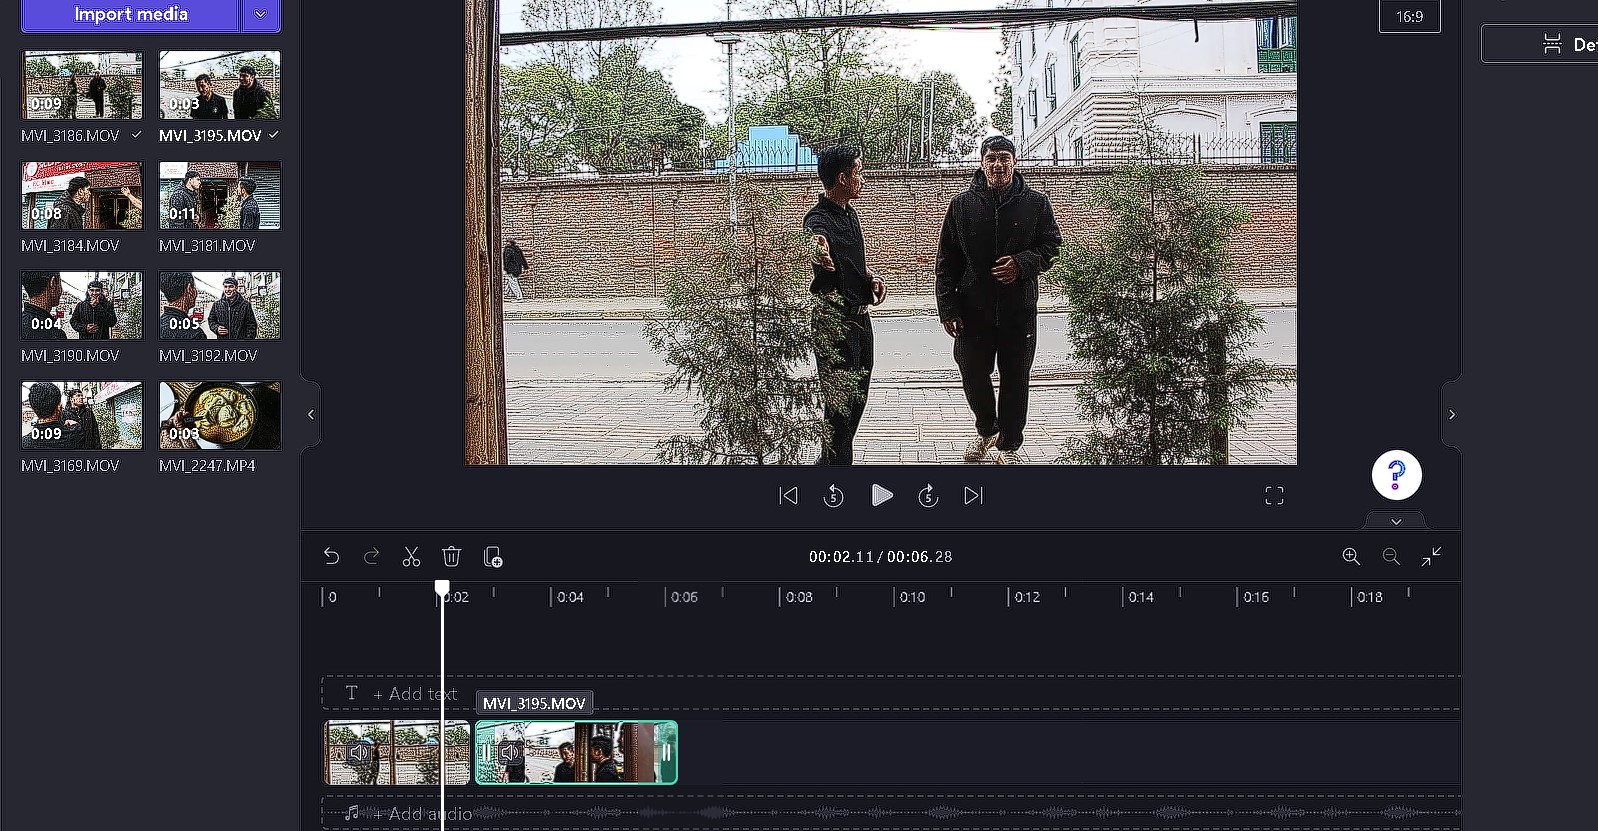 Import media
16:9
Det
0:09
0:03
MVI_3186.MOV
MVI_3195.MOV
0:08
0:11
MVI_3184.MOV
MVI_3181.MOV
0:04
0:05
MVI_3190.MOV
MVI_3192.MOV
0:09
0:03
MVI_3169.MOV
MVI_2247.MP4
5
5
?
00:02.11 / 00:06.28
0
0:02
0:04
0:06
0:08
0:10
0:12
0:14
0:16
0:18
T + Add text
MVI_3195.MOV
+ Add audio